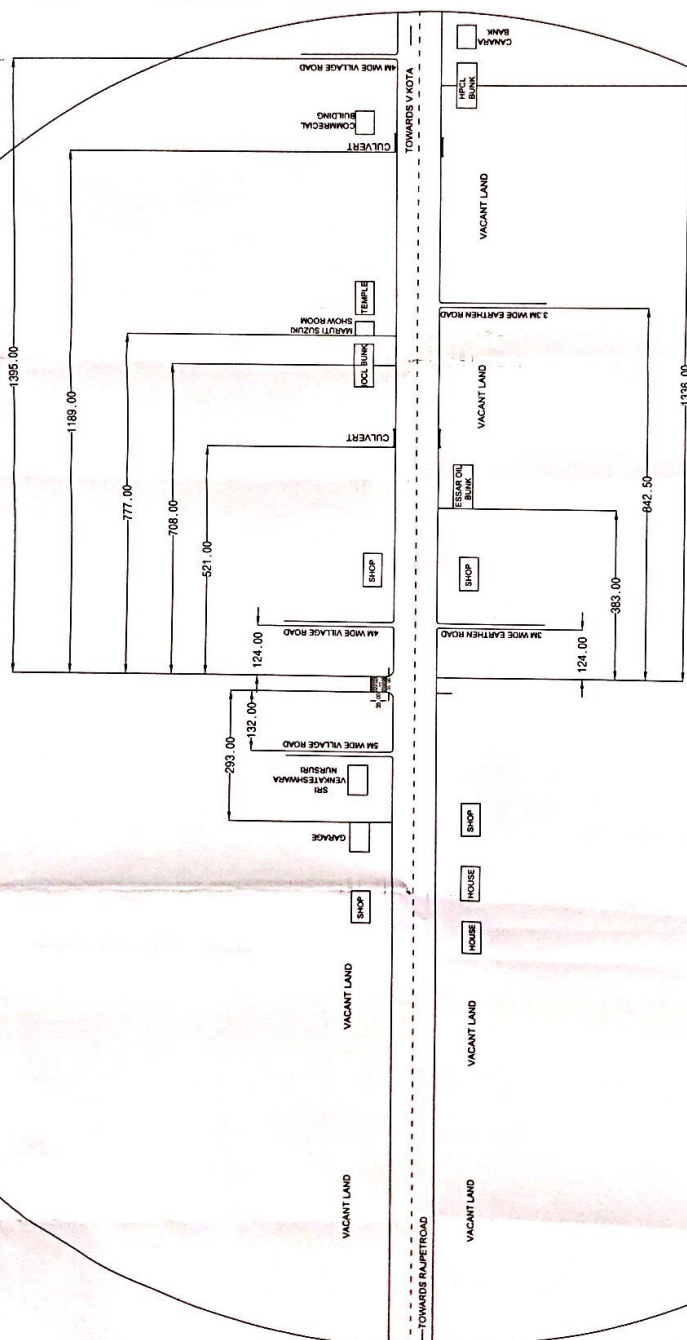 CANARA
BANK
HPCL
BUNK
4M WIDE VILLAGE ROAD
TOWARDS V KOTA
COMMRECIAL
BUILDING
CULVERT
VACANT LAND
1395.00
1189.00
TEMPLE
MARUTI SUZUKI
SHOW ROOM
3.3M WIDE EARTHEN ROAD
IOCL BUNK
777.00
708.00
VACANT LAND
1336.00
CULVERT
ESSAR OIL
BUNK
842.50
521.00
SHOP
SHOP
383.00
4M WIDE VILLAGE ROAD
3M WIDE EARTHEN ROAD
124.00
124.00
132.00
293.00
5M WIDE VILLAGE ROAD
SRI
VENKATESHWARA
NURSURI
GARAGE
SHOP
HOUSE
SHOP
HOUSE
VACANT LAND
VACANT LAND
VACANT LAND
VACANT LAND
TOWARDS RAJPETROAD